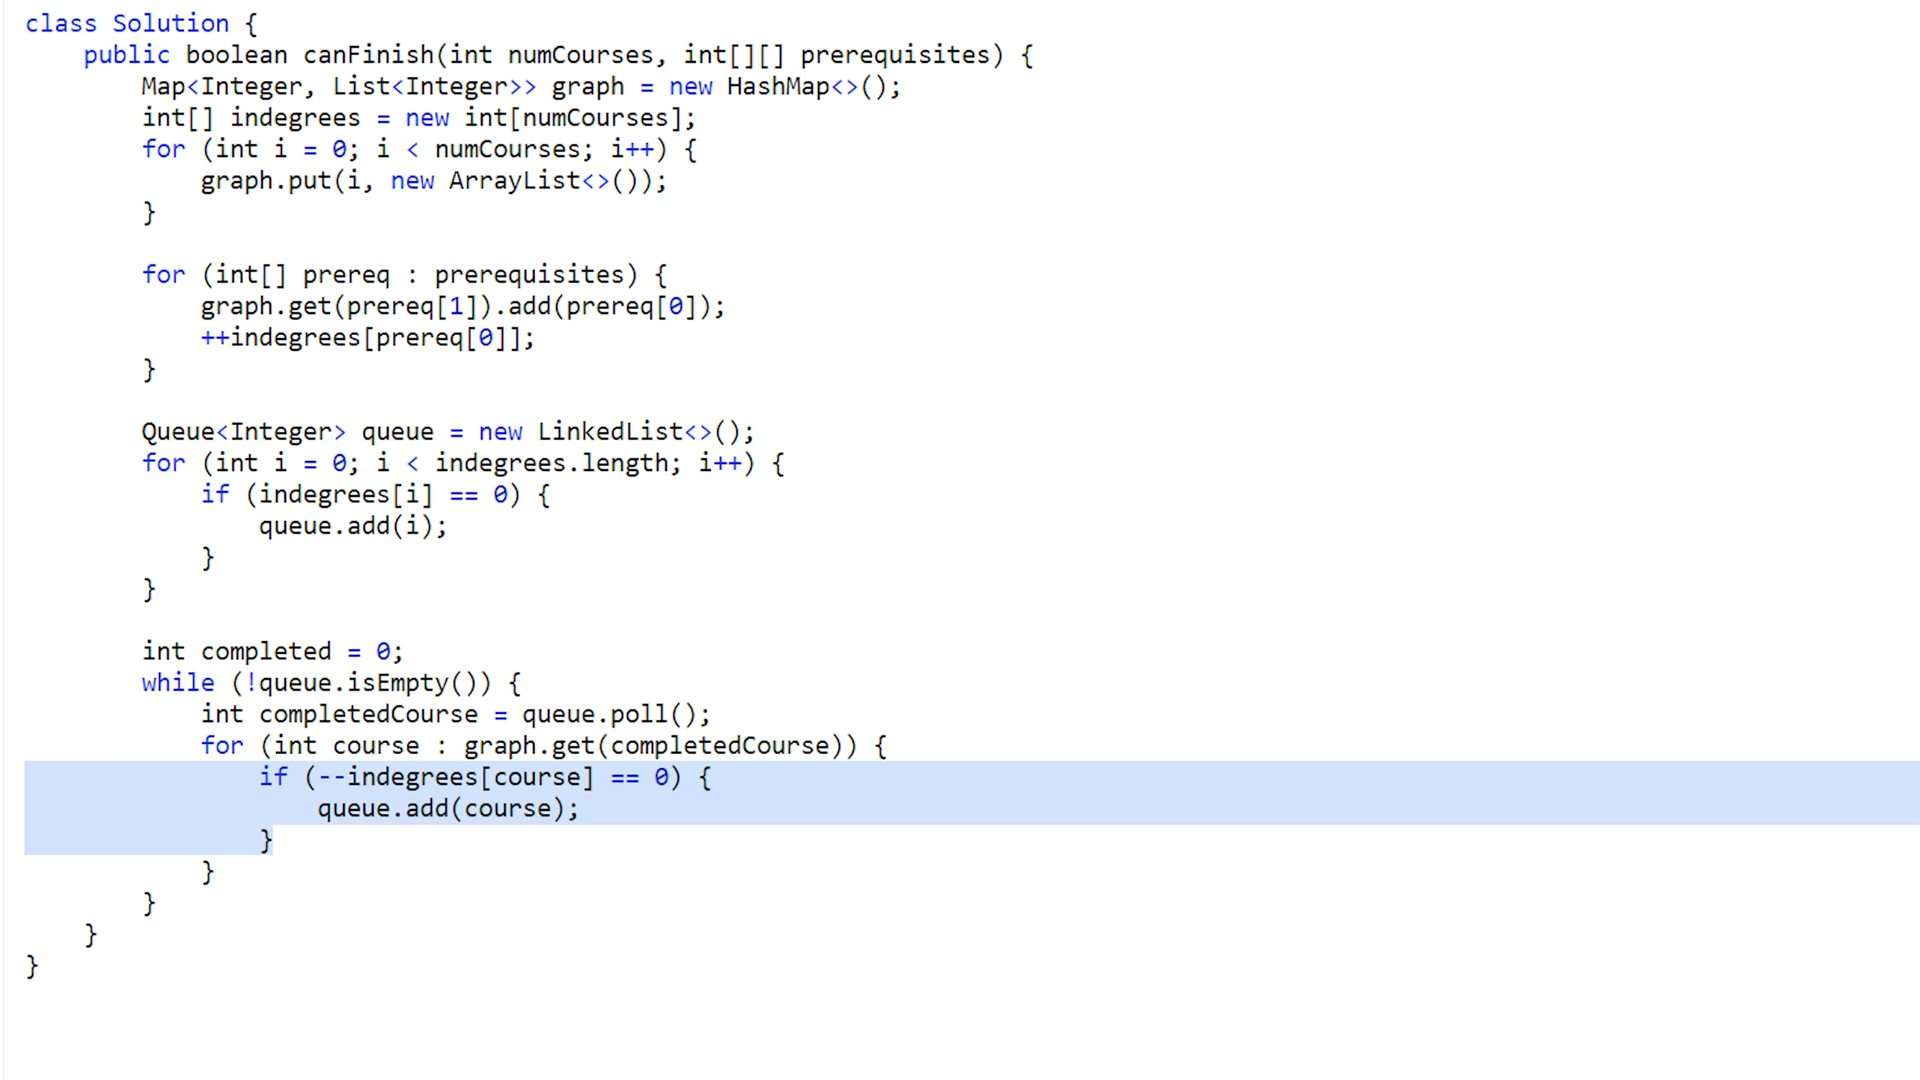 class Solution {
    public boolean canFinish(int numCourses, int[][] prerequisites) {
        Map<Integer, List<Integer>> graph = new HashMap<>();
        int[] indegrees = new int[numCourses];
        for (int i = 0; i < numCourses; i++) {
            graph.put(i, new ArrayList<>());
        }

        for (int[] prereq : prerequisites) {
            graph.get(prereq[1]).add(prereq[0]);
            ++indegrees[prereq[0]];
        }

        Queue<Integer> queue = new LinkedList<>();
        for (int i = 0; i < indegrees.length; i++) {
            if (indegrees[i] == 0) {
                queue.add(i);
            }
        }

        int completed = 0;
        while (!queue.isEmpty()) {
            int completedCourse = queue.poll();
            for (int course : graph.get(completedCourse)) {
                if (--indegrees[course] == 0) {
                    queue.add(course);
                }
            }
        }
    }
}